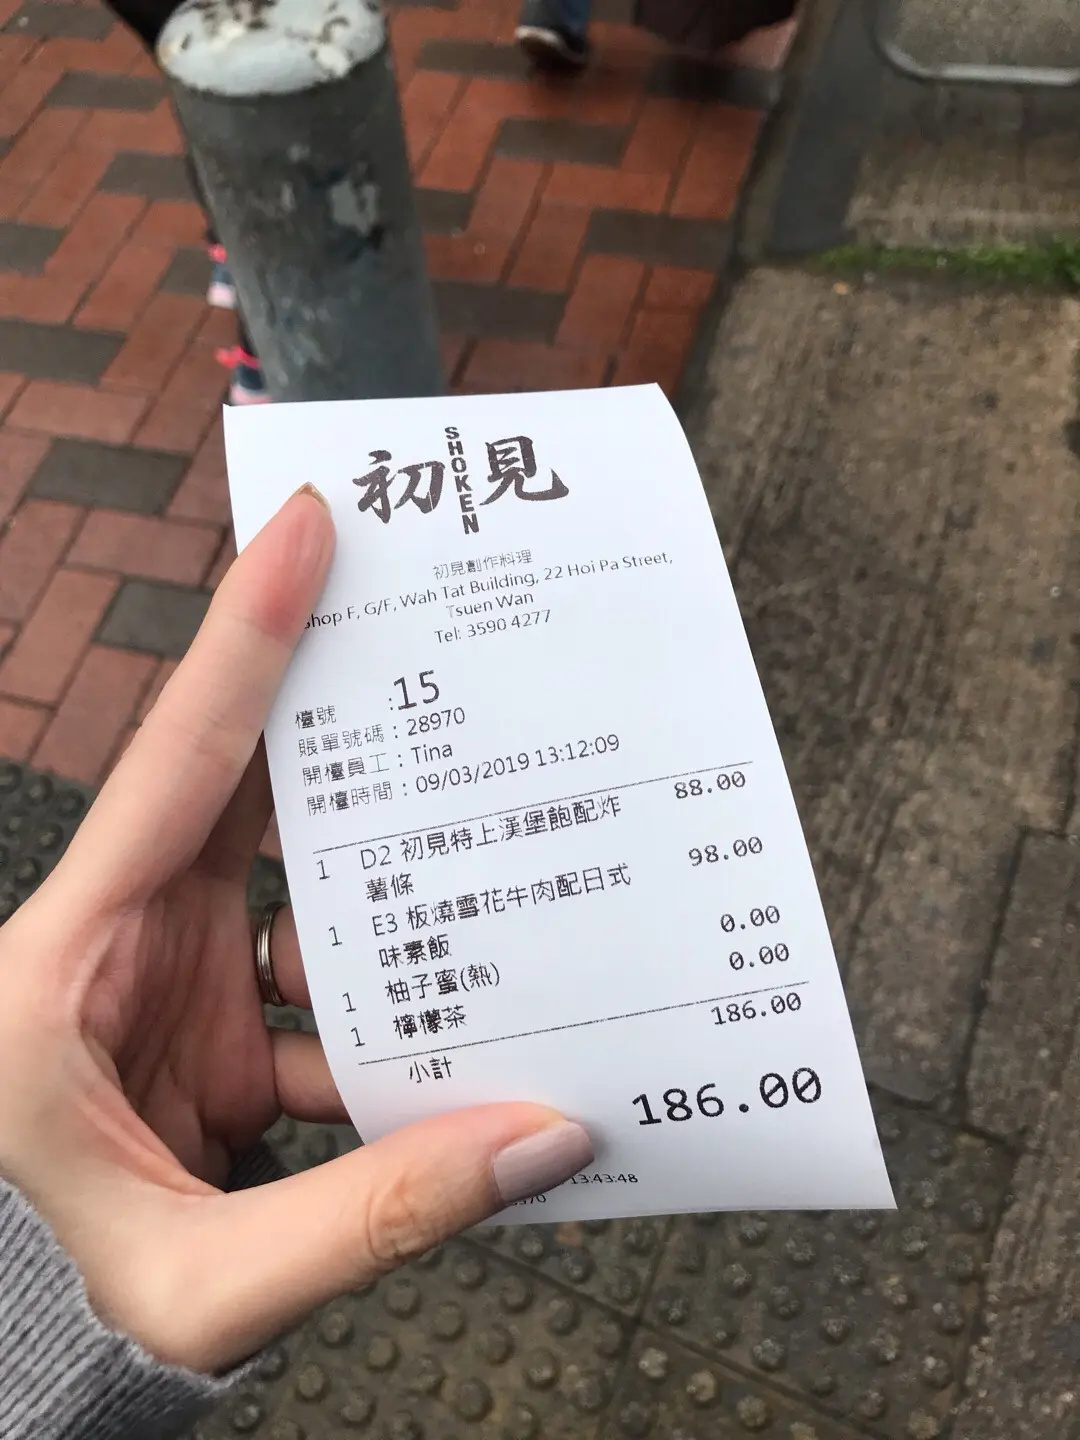 初見
SHOKEN
初見創作料理
Shop F, G/F, Wah Tat Building, 22 Hoi Pa Street,
Tsuen Wan
Tel: 3590 4277
檯號 :15
賬單號碼 : 28970
開檯員工 : Tina
開檯時間 : 09/03/2019 13:12:09
1 D2 初見特上漢堡飽配炸 88.00
薯條
1 E3 板燒雪花牛肉配日式 98.00
味素飯
1 柚子蜜(熱) 0.00
1 檸檬茶 0.00
小計 186.00
186.00
13:43:48